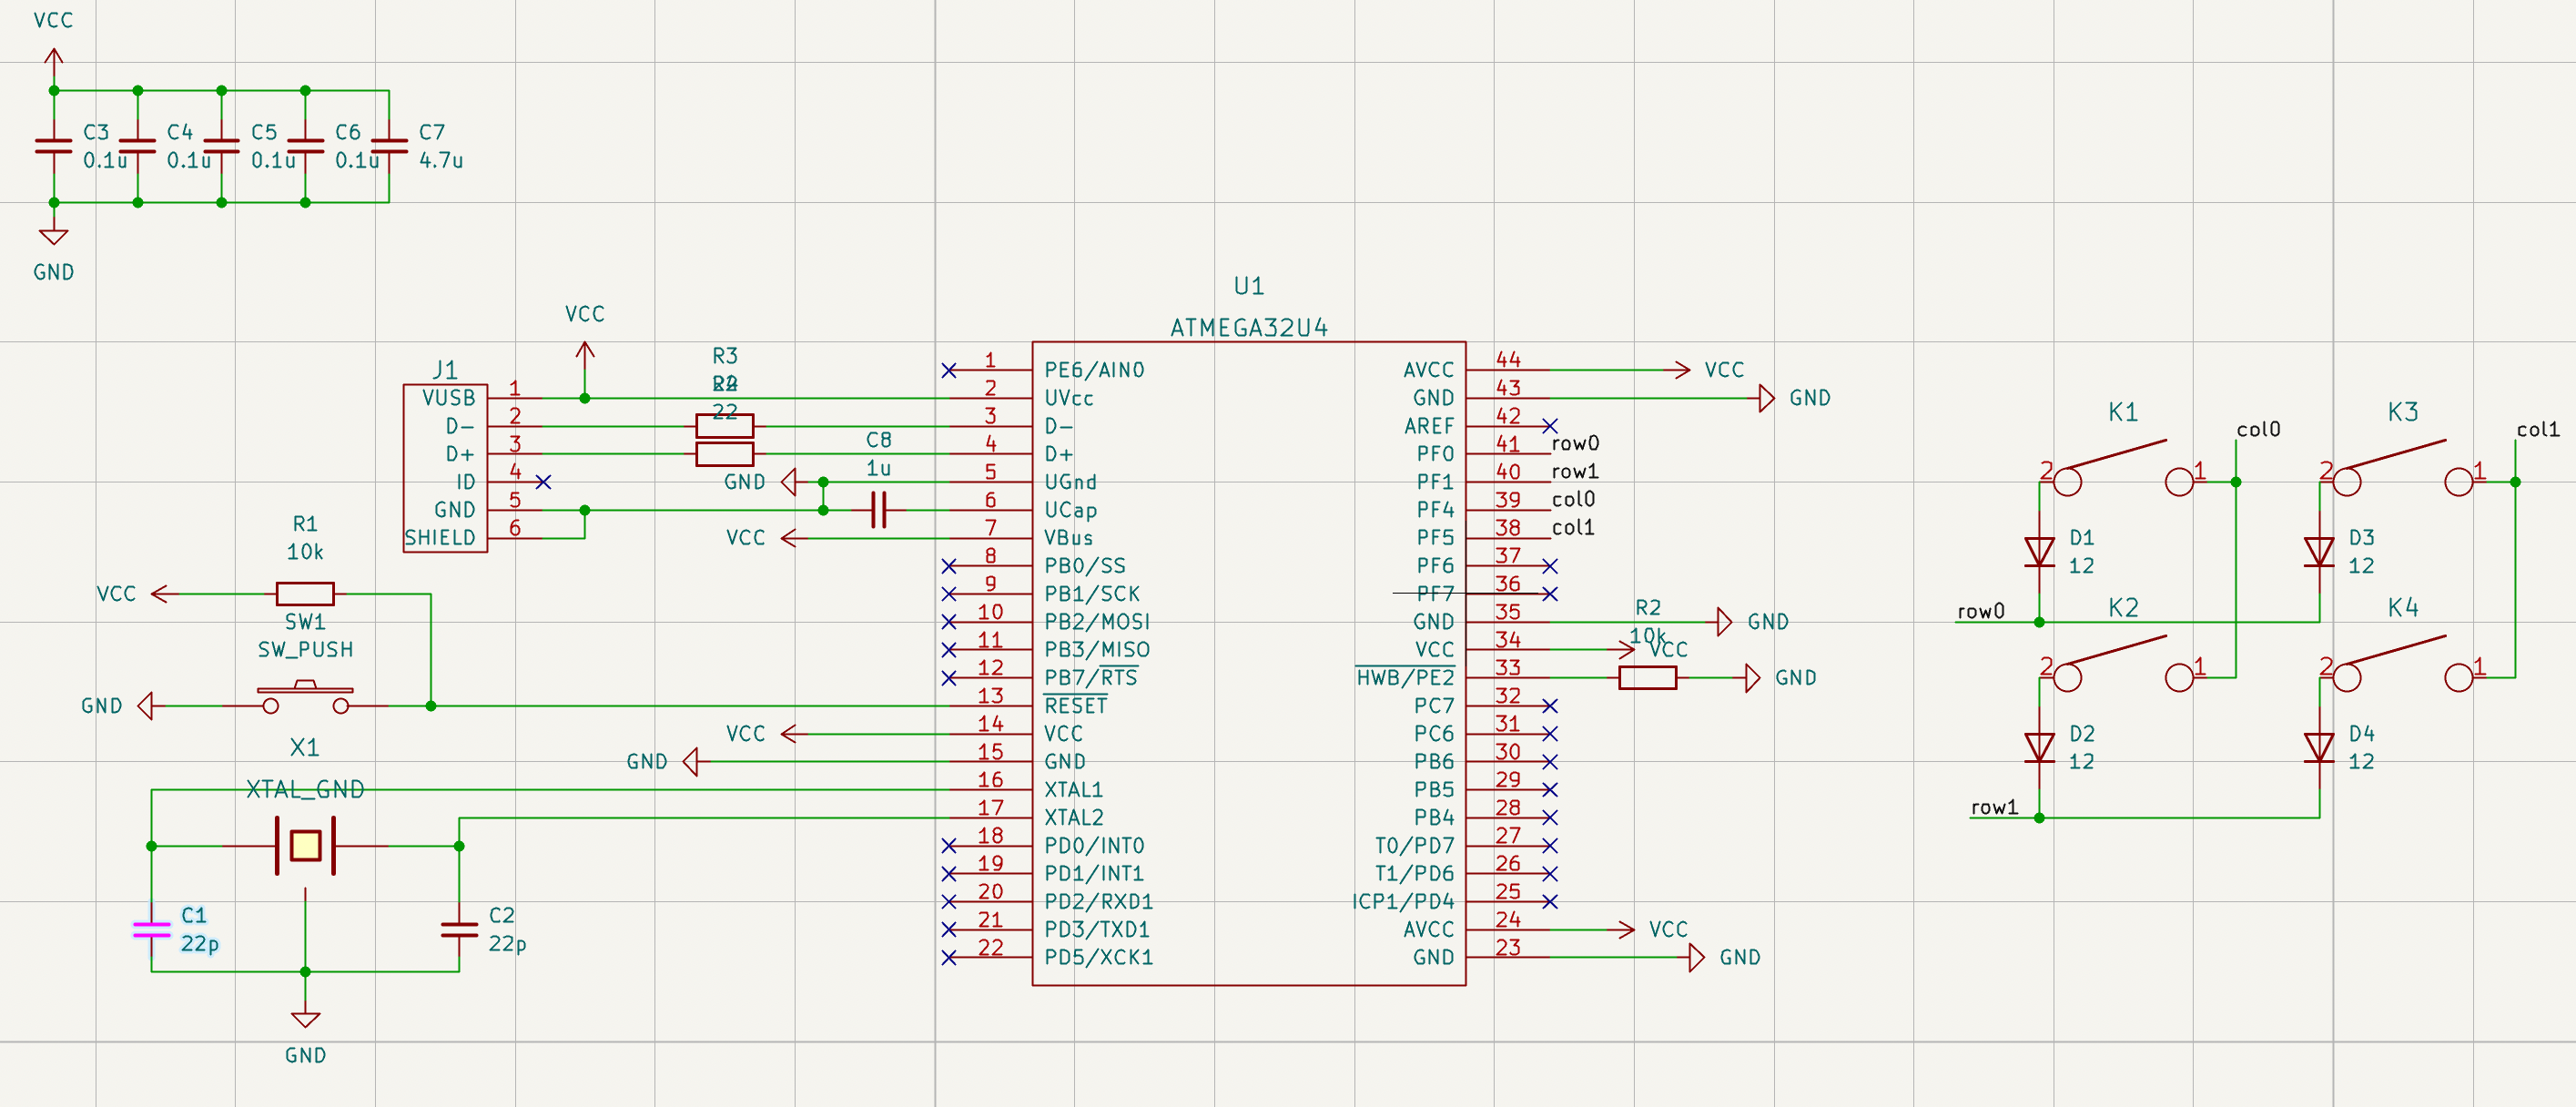 VCC
C3
0.1u
C4
0.1u
C5
0.1u
C6
0.1u
C7
4.7u
GND
VCC
J1
VUSB 1
D- 2
D+ 3
ID 4
GND 5
SHIELD 6
R3
22
R4
22
C8
1u
GND
VCC
R1
10k
VCC
SW1
SW_PUSH
GND
VCC
GND
X1
XTAL_GND
C1
22p
C2
22p
GND
U1
ATMEGA32U4
1 PE6/AIN0
2 UVcc
3 D-
4 D+
5 UGnd
6 UCap
7 VBus
8 PB0/SS
9 PB1/SCK
10 PB2/MOSI
11 PB3/MISO
12 PB7/RTS
13 RESET
14 VCC
15 GND
16 XTAL1
17 XTAL2
18 PD0/INT0
19 PD1/INT1
20 PD2/RXD1
21 PD3/TXD1
22 PD5/XCK1
AVCC 44 VCC
GND 43 GND
AREF 42
PF0 41 row0
PF1 40 row1
PF4 39 col0
PF5 38 col1
PF6 37
PF7 36
GND 35 GND
VCC 34 VCC
R2
10k
HWB/PE2 33 GND
PC7 32
PC6 31
PB6 30
PB5 29
PB4 28
T0/PD7 27
T1/PD6 26
ICP1/PD4 25
AVCC 24 VCC
GND 23 GND
K1
2 1
col0
D1
12
K3
2 1
col1
D3
12
row0
K2
2 1
D2
12
K4
2 1
D4
12
row1